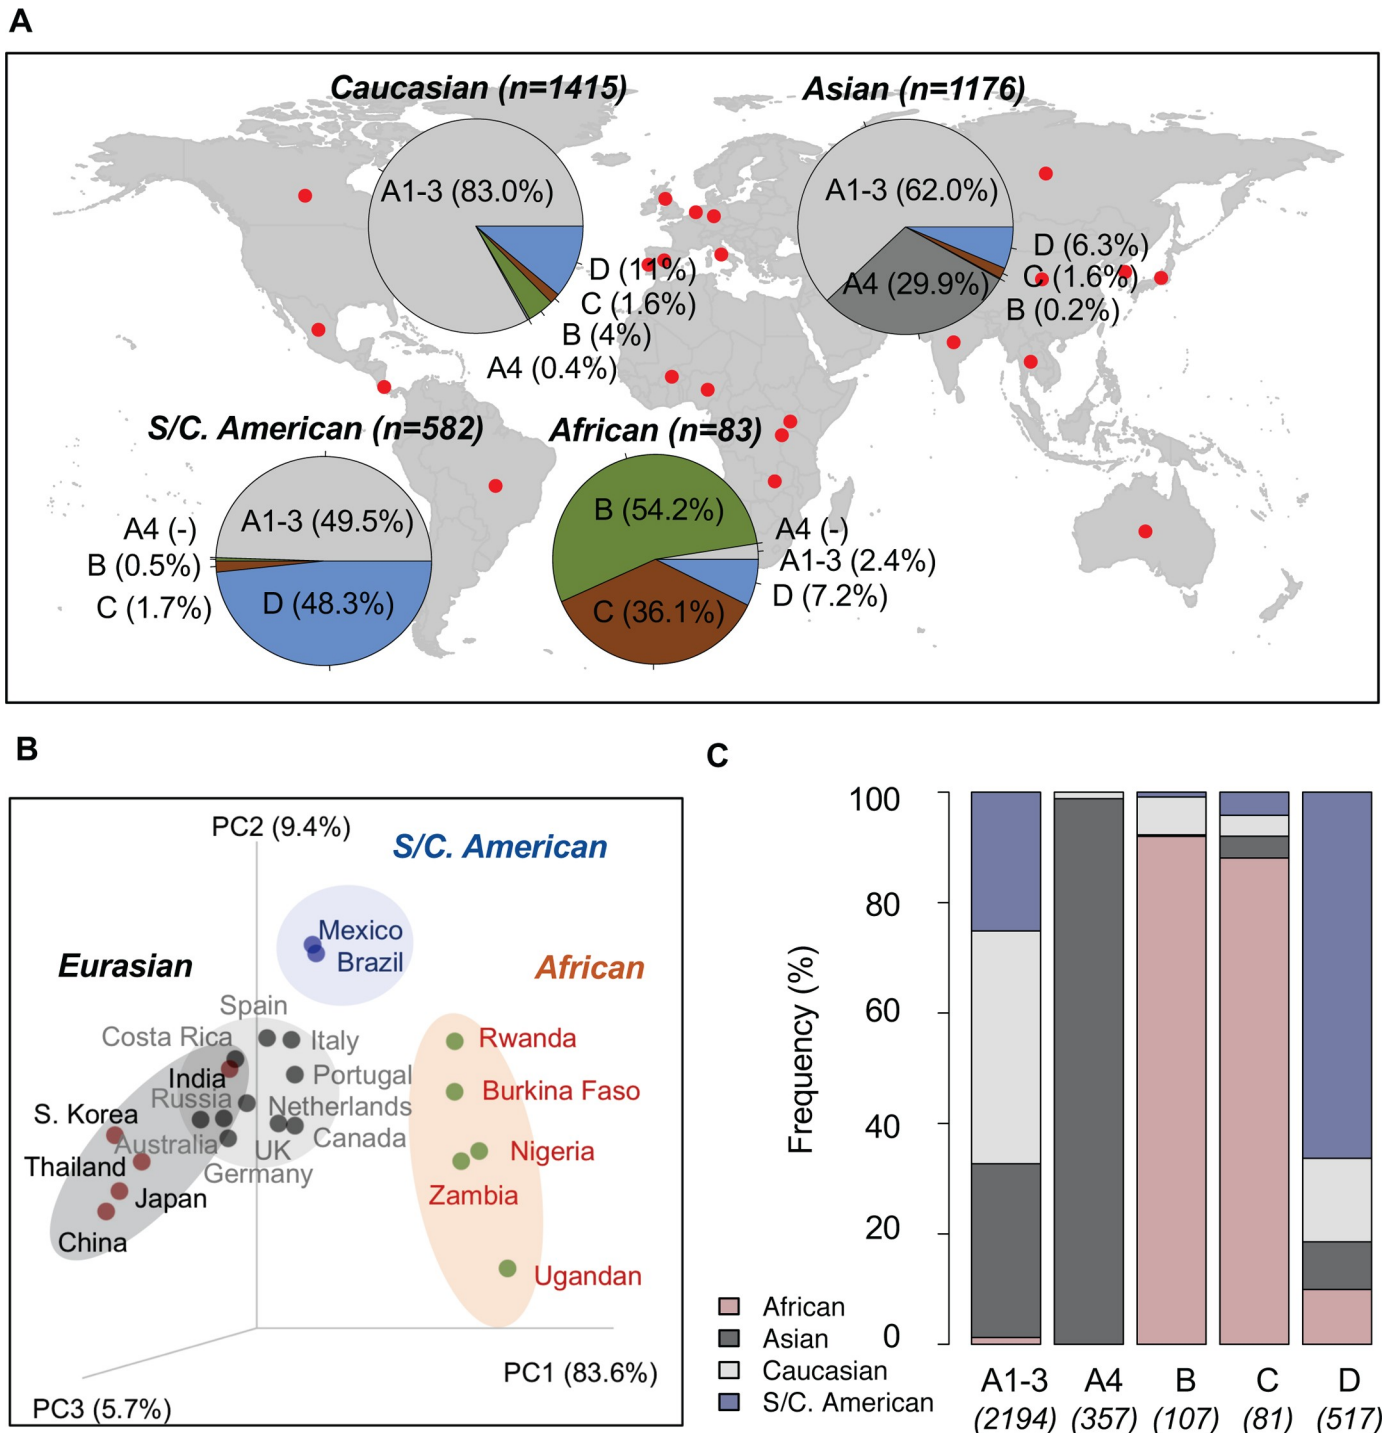 A
Caucasian (n=1415)
Asian (n=1176)
A1-3 (83.0%)
D (11%)
C (1.6%)
B (4%)
A4 (0.4%)
A1-3 (62.0%)
A4 (29.9%)
D (6.3%)
C (1.6%)
B (0.2%)
S/C. American (n=582)
African (n=83)
A1-3 (49.5%)
A4 (-)
B (0.5%)
C (1.7%)
D (48.3%)
B (54.2%)
A4 (-)
A1-3 (2.4%)
D (7.2%)
C (36.1%)
B
PC2 (9.4%)
S/C. American
Mexico
Brazil
Eurasian
African
Spain
Costa Rica
Italy
Rwanda
India
Portugal
Russia
Burkina Faso
S. Korea
Netherlands
Australia
UK
Canada
Nigeria
Thailand
Germany
Zambia
Japan
China
Ugandan
PC1 (83.6%)
PC3 (5.7%)
C
Frequency (%)
100
80
60
40
20
0
African
Asian
Caucasian
S/C. American
A1-3 A4 B C D
(2194) (357) (107) (81) (517)